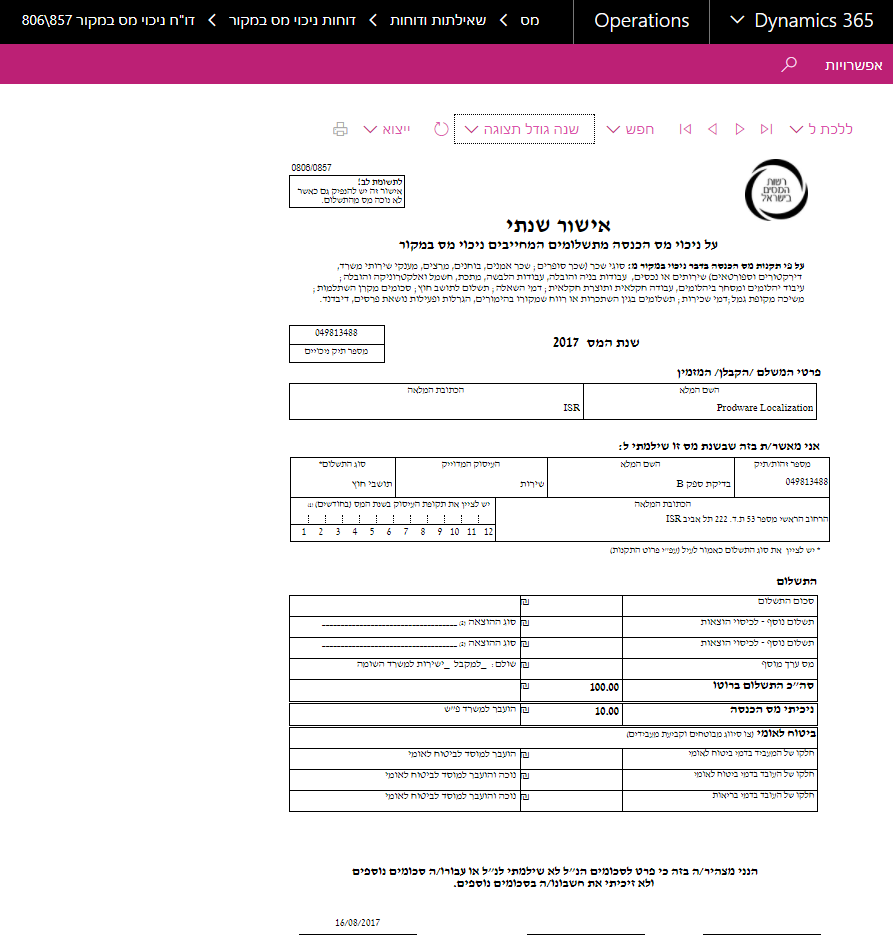 Dynamics 365 Operations מס שאילתות ודוחות דוחות ניכוי מס במקור דו"ח ניכוי מס במקור 857\806
אפשרויות
ללכת ל חפש שנה גודל תצוגה ייצוא
רשות המסים בישראל
0806/0857
לתשומת לב!
אישור זה יש להנפיק גם כאשר
לא נוכה מס מהתשלום.
אישור שנתי
על ניכוי מס הכנסה מתשלומים המחייבים ניכוי מס במקור
על פי תקנות מס הכנסה בדבר ניכוי במקור מ: סוגי שכר (שכר סופרים; שכר אמנים, בוחנים, מרצים, מענקי שירותי משרד,
דירקטורים וספורטאים) שירותים או נכסים, עבודות בניה והובלה, עבודות הלבשה, מתכת, חשמל ואלקטרוניקה והובלה;
עיבוד יהלומים ומסחר ביהלומים, עבודה חקלאית ותוצרת חקלאית; דמי השאלה; תשלום לתושב חוץ; סכומים מקרן השתלמות;
משיכה מקופת גמל;דמי שכירות; תשלומים בגין השתכרות או רווח שמקורו בהימורים, הגרלות ופעילות נושאת פרסים, דיבדנד.
049813488
מספר תיק מכויים
שנת המס 2017
פרטי המשלם /הקבלן/ המזמין
השם המלא הכתובת המלאה
Prodware Localization ISR
אני מאשר/ת בזה שבשנת מס זו שילמתי ל:
מספר זהות/תיק השם המלא העיסוק המדוייק סוג התשלום*
049813488 בדיקת ספק B שירות תושבי חוץ
הכתובת המלאה יש לציין את תקופת העיסוק בשנת המס (בחודשים) (1)
הרחוב הראשי מספר 53 ת.ד. 222 תל אביב ISR
1 2 3 4 5 6 7 8 9 10 11 12
* יש לציין את סוג התשלום כאמור לעיל (עפ״י פרוט התקנות)
התשלום
סכום התשלום ₪
תשלום נוסף - לכיסוי הוצאות ₪ סוג ההוצאה (2) ____________________
תשלום נוסף - לכיסוי הוצאות ₪ סוג ההוצאה (2) ____________________
מס ערך מוסף ₪ שולם: _למקבל _ישירות למשרד השומה
סה״כ התשלום ברוטו 100.00 ₪
ניכיתי מס הכנסה 10.00 ₪ הועבר למשרד פ״ש
ביטוח לאומי (צו סיווג מבוטחים וקביעת מעבידים)
חלקו של המעביד בדמי ביטוח לאומי ₪ הועבר למוסד לביטוח לאומי
חלקו של העובד בדמי ביטוח לאומי ₪ נוכה והועבר למוסד לביטוח לאומי
חלקו של העובד בדמי בריאות ₪ נוכה והועבר למוסד לביטוח לאומי
הנני מצהיר/ה בזה כי פרט לסכומים הנ״ל לא שילמתי לנ״ל או עבורו/ה סכומים נוספים
ולא זיכיתי את חשבונו/ה בסכומים נוספים.
16/08/2017